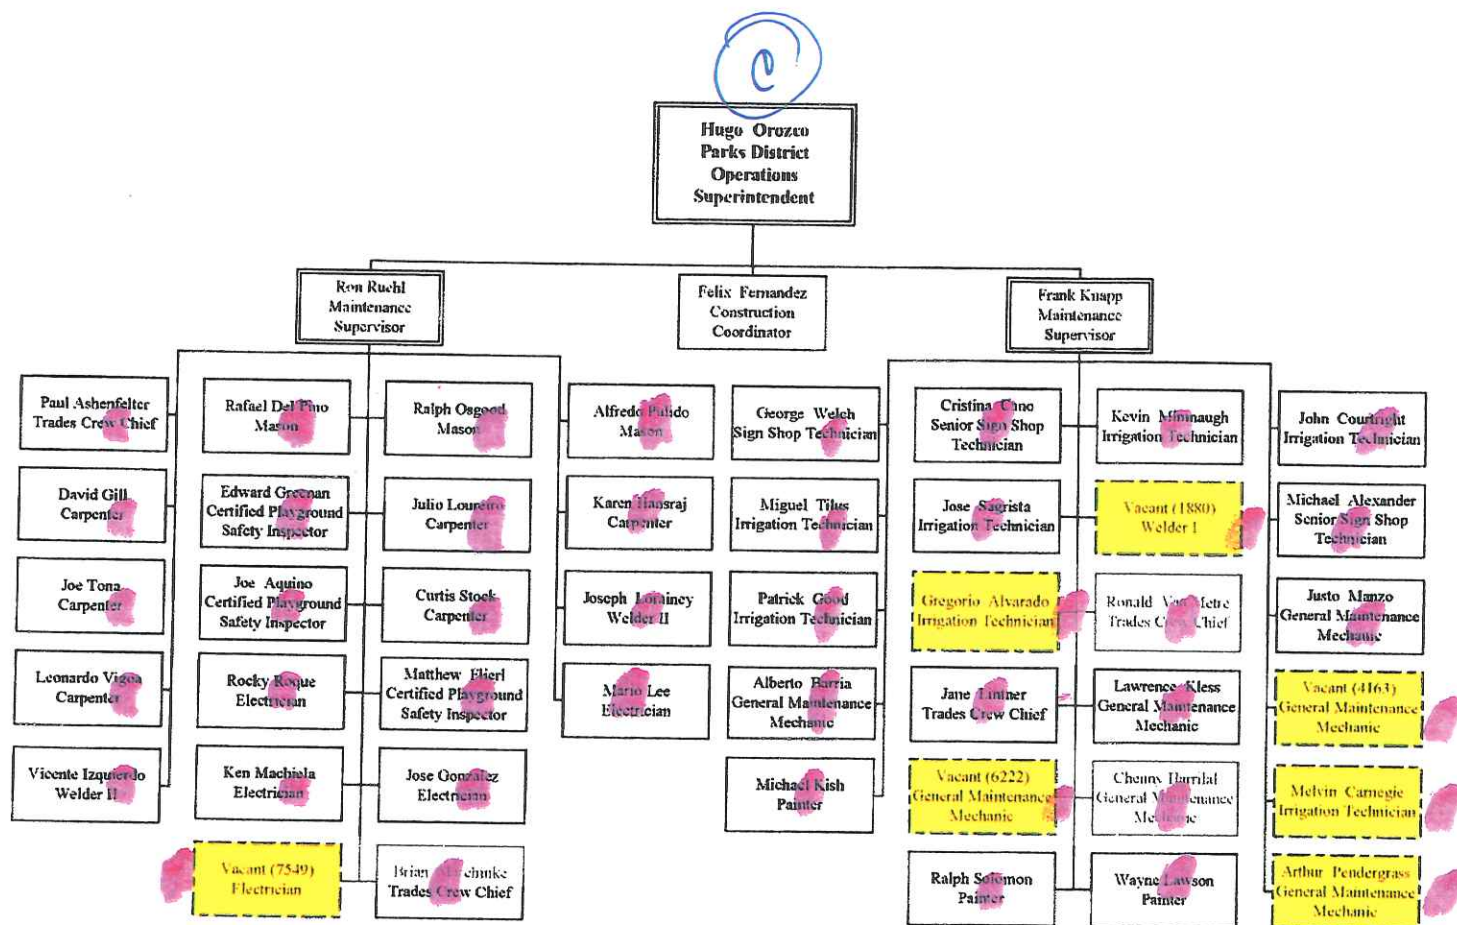 C
Hugo Orozco
Parks District
Operations
Superintendent
Ron Ruehl
Maintenance
Supervisor
Felix Fernandez
Construction
Coordinator
Frank Knapp
Maintenance
Supervisor
Paul Ashenfelter
Trades Crew Chief
Rafael Del Pino
Mason
Ralph Osgood
Mason
Alfredo Pulido
Mason
George Welch
Sign Shop Technician
Cristina Cano
Senior Sign Shop
Technician
Kevin Mimnaugh
Irrigation Technician
John Courtright
Irrigation Technician
David Gill
Carpenter
Edward Greenan
Certified Playground
Safety Inspector
Julio Loureiro
Carpenter
Karen Hansraj
Carpenter
Miguel Tilus
Irrigation Technician
Jose Sagrista
Irrigation Technician
Vacant (1880)
Welder I
Michael Alexander
Senior Sign Shop
Technician
Joe Tona
Carpenter
Joe Aquino
Certified Playground
Safety Inspector
Curtis Stock
Carpenter
Joseph
Welder II
Patrick Good
Irrigation Technician
Gregorio Alvarado
Irrigation Technician
Ronald Van Metre
Trades Crew Chief
Justo Manzo
General Maintenance
Mechanic
Leonardo Vigoa
Carpenter
Rocky Roque
Electrician
Matthew
Certified Playground
Safety Inspector
Mario Lee
Electrician
Alberto Barria
General Maintenance
Mechanic
Jane Lintner
Trades Crew Chief
Lawrence Kless
General Maintenance
Mechanic
Vacant (4163)
General Maintenance
Mechanic
Vicente Izquierdo
Welder II
Ken Machiela
Electrician
Jose Gonzalez
Electrician
Michael Kish
Painter
Vacant (6222)
General Maintenance
Mechanic
Chenny Harrilal
General Maintenance
Mechanic
Melvin Carnegie
Irrigation Technician
Vacant (7549)
Electrician
Brian
Trades Crew Chief
Ralph Solomon
Painter
Wayne Lawson
Painter
Arthur Pendergrass
General Maintenance
Mechanic